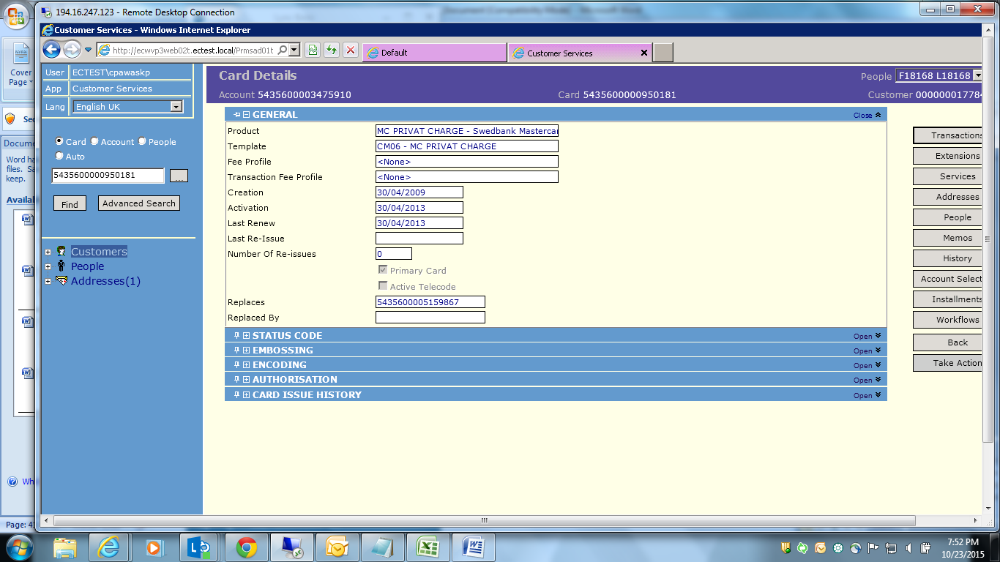 194.16.247.123 - Remote Desktop Connection
Customer Services - Windows Internet Explorer
http://ecwvp3web02t.ectest.local/Prmsad01t
Default
Customer Services
Cover
Page
User ECTEST\cpawaskp
App Customer Services
Lang English UK
Card Details
People F18168 L18168
Account 5435600003475910
Card 5435600000950181
Customer 00000001778
Card Account People
Auto
5435600000950181
...
Find Advanced Search
Customers
People
Addresses(1)
GENERAL Close
Product MC PRIVAT CHARGE - Swedbank Masterca
Template CM06 - MC PRIVAT CHARGE
Fee Profile <None>
Transaction Fee Profile <None>
Creation 30/04/2009
Activation 30/04/2013
Last Renew 30/04/2013
Last Re-Issue
Number Of Re-issues 0
Primary Card
Active Telecode
Replaces 5435600005159867
Replaced By
STATUS CODE Open
EMBOSSING Open
ENCODING Open
AUTHORISATION Open
CARD ISSUE HISTORY Open
Transactions
Extensions
Services
Addresses
People
Memos
History
Account Select
Installments
Workflows
Back
Take Action
Sec
Docume
Word ha
files. Sa
keep.
Availal
Wh
Page: 4
7:52 PM
10/23/2015